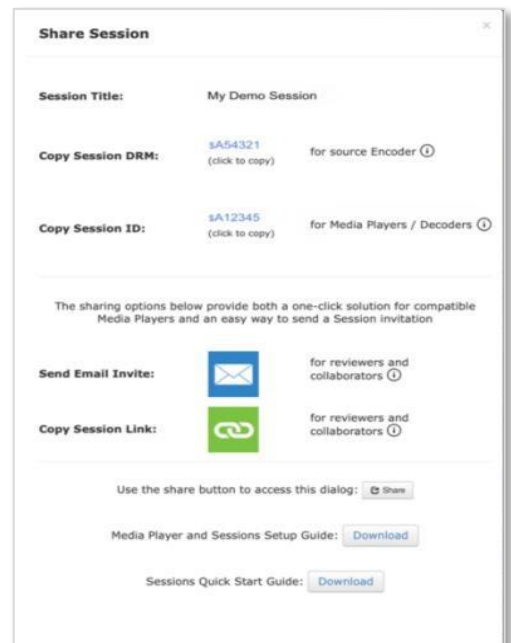 Share Session
×
Session Title: My Demo Session
Copy Session DRM: sA54321 for source Encoder
(click to copy)
Copy Session ID: sA12345 for Media Players / Decoders
(click to copy)
The sharing options below provide both a one-click solution for compatible
Media Players and an easy way to send a Session invitation
Send Email Invite: for reviewers and
collaborators
Copy Session Link: for reviewers and
collaborators
Use the share button to access this dialog: Share
Media Player and Sessions Setup Guide: Download
Sessions Quick Start Guide: Download